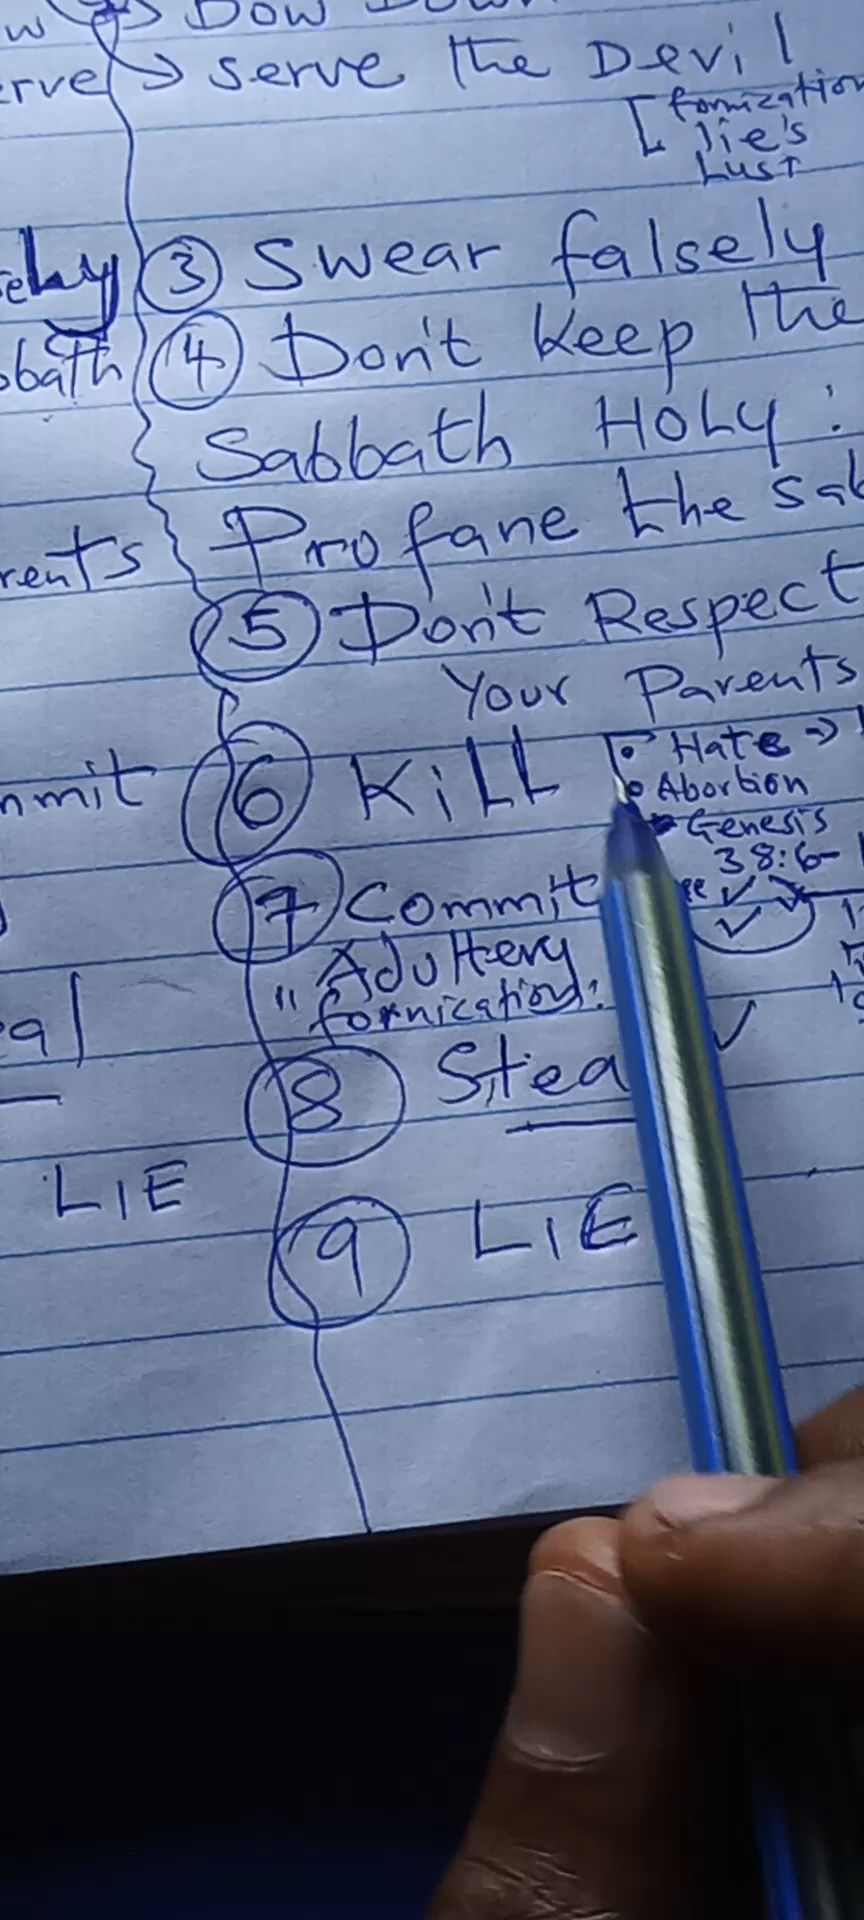 Bow Down
serve the Devil
fornization
lie's
Lust
③ Swear falsely
④ Don't Keep the
Sabbath HOLY:
Profane the
⑤ Don't Respect
Your Parents
⑥ Kill • Hate →
• Abortion
Genesis
38:6-
⑦ Commit
Adultery
"fornication:
⑧ Stea
LIE ⑨ LIE